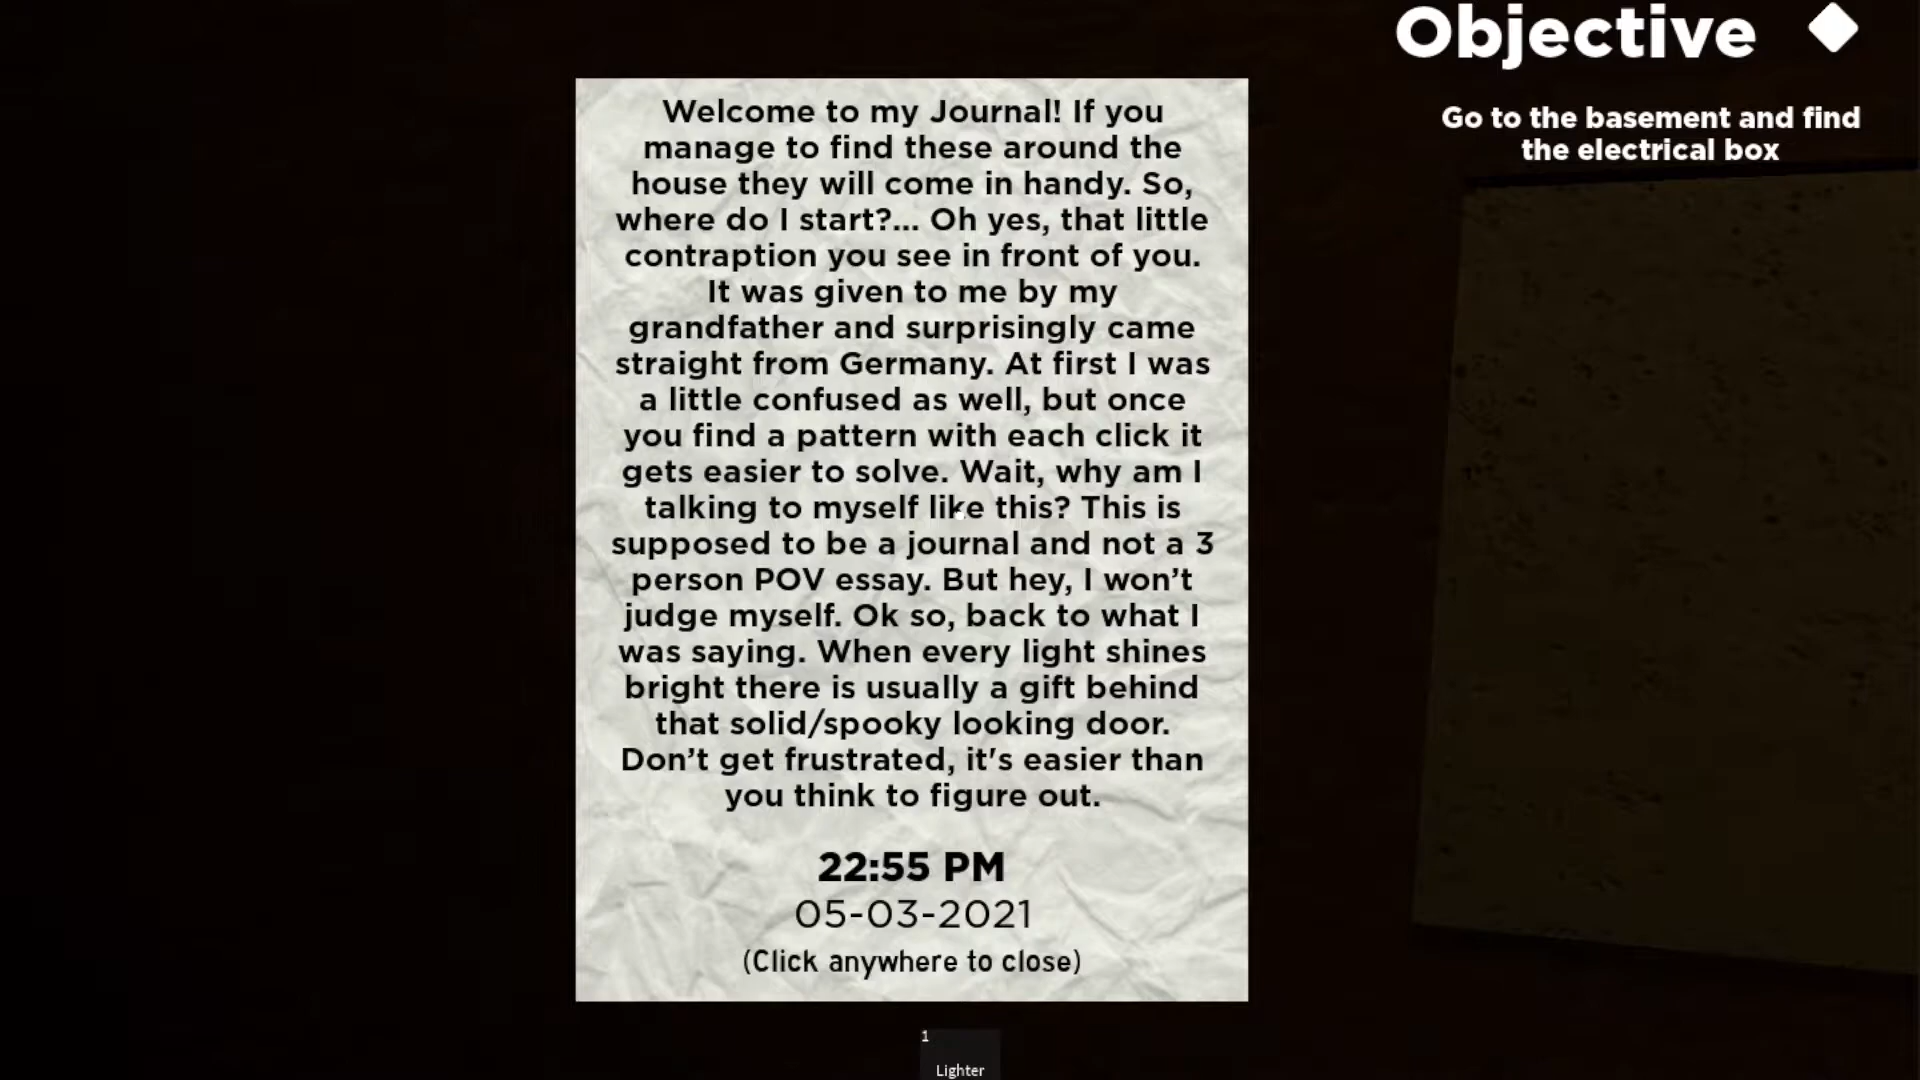 Objective
Go to the basement and find
the electrical box
Welcome to my Journal! If you
manage to find these around the
house they will come in handy. So,
where do I start?... Oh yes, that little
contraption you see in front of you.
It was given to me by my
grandfather and surprisingly came
straight from Germany. At first I was
a little confused as well, but once
you find a pattern with each click it
gets easier to solve. Wait, why am I
talking to myself like this? This is
supposed to be a journal and not a 3
person POV essay. But hey, I won’t
judge myself. Ok so, back to what I
was saying. When every light shines
bright there is usually a gift behind
that solid/spooky looking door.
Don’t get frustrated, it's easier than
you think to figure out.
22:55 PM
05-03-2021
(Click anywhere to close)
1
Lighter